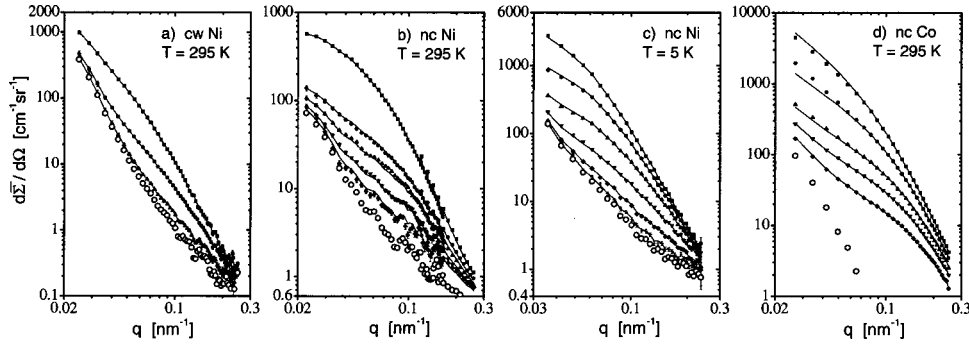 dΣ̅ / dΩ [cm⁻¹sr⁻¹]
1000
100
10
1
0.1
a) cw Ni
T = 295 K
0.02
0.1
0.3
q [nm⁻¹]
1000
100
10
1
0.6
b) nc Ni
T = 295 K
0.02
0.1
0.3
q [nm⁻¹]
6000
1000
100
10
1
0.4
c) nc Ni
T = 5 K
0.03
0.1
0.3
q [nm⁻¹]
10000
1000
100
10
1
d) nc Co
T = 295 K
0.02
0.1
0.3
q [nm⁻¹]